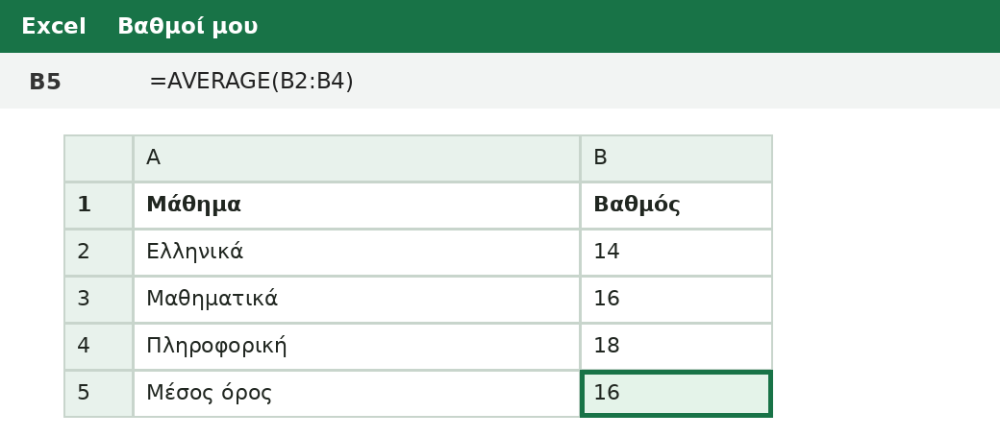 Excel Βαθμοί μου
B5 =AVERAGE(B2:B4)
A B
1 Μάθημα Βαθμός
2 Ελληνικά 14
3 Μαθηματικά 16
4 Πληροφορική 18
5 Μέσος όρος 16